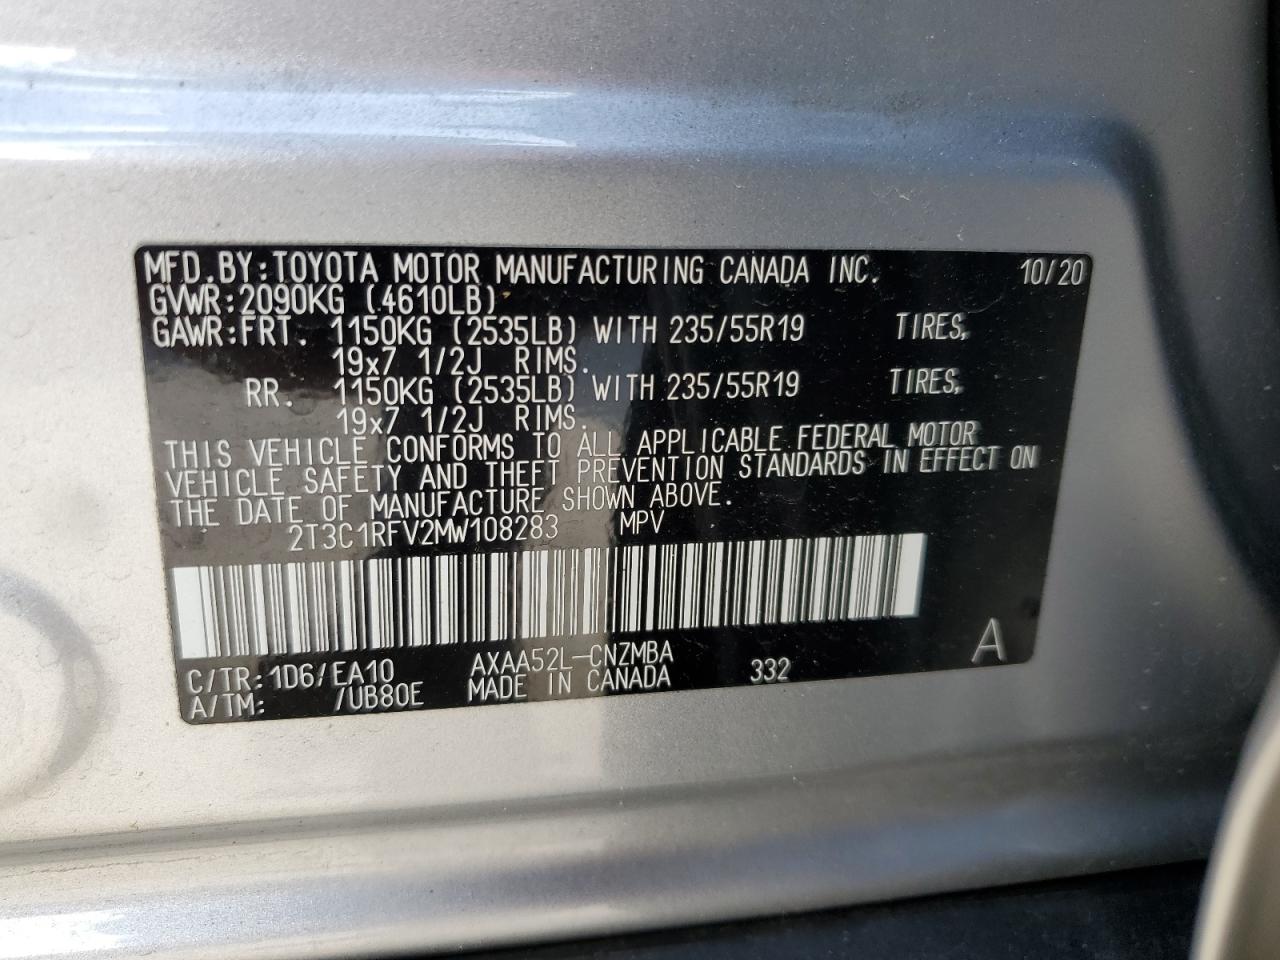 MFD.BY:TOYOTA MOTOR MANUFACTURING CANADA INC. 10/20
GVWR:2090KG (4610LB)
GAWR:FRT. 1150KG (2535LB) WITH 235/55R19 TIRES,
19x7 1/2J RIMS.
RR. 1150KG (2535LB) WITH 235/55R19 TIRES,
19x7 1/2J RIMS.
THIS VEHICLE CONFORMS TO ALL APPLICABLE FEDERAL MOTOR
VEHICLE SAFETY AND THEFT PREVENTION STANDARDS IN EFFECT ON
THE DATE OF MANUFACTURE SHOWN ABOVE.
2T3C1RFV2MW108283 MPV
C/TR:1D6/EA10 AXAA52L-CNZMBA 332 A
A/TM: /UB80E MADE IN CANADA